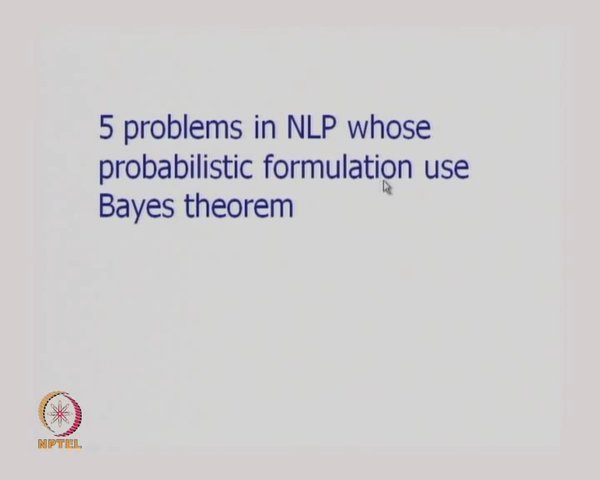 5 problems in NLP whose
probabilistic formulation use
Bayes theorem
NPTEL